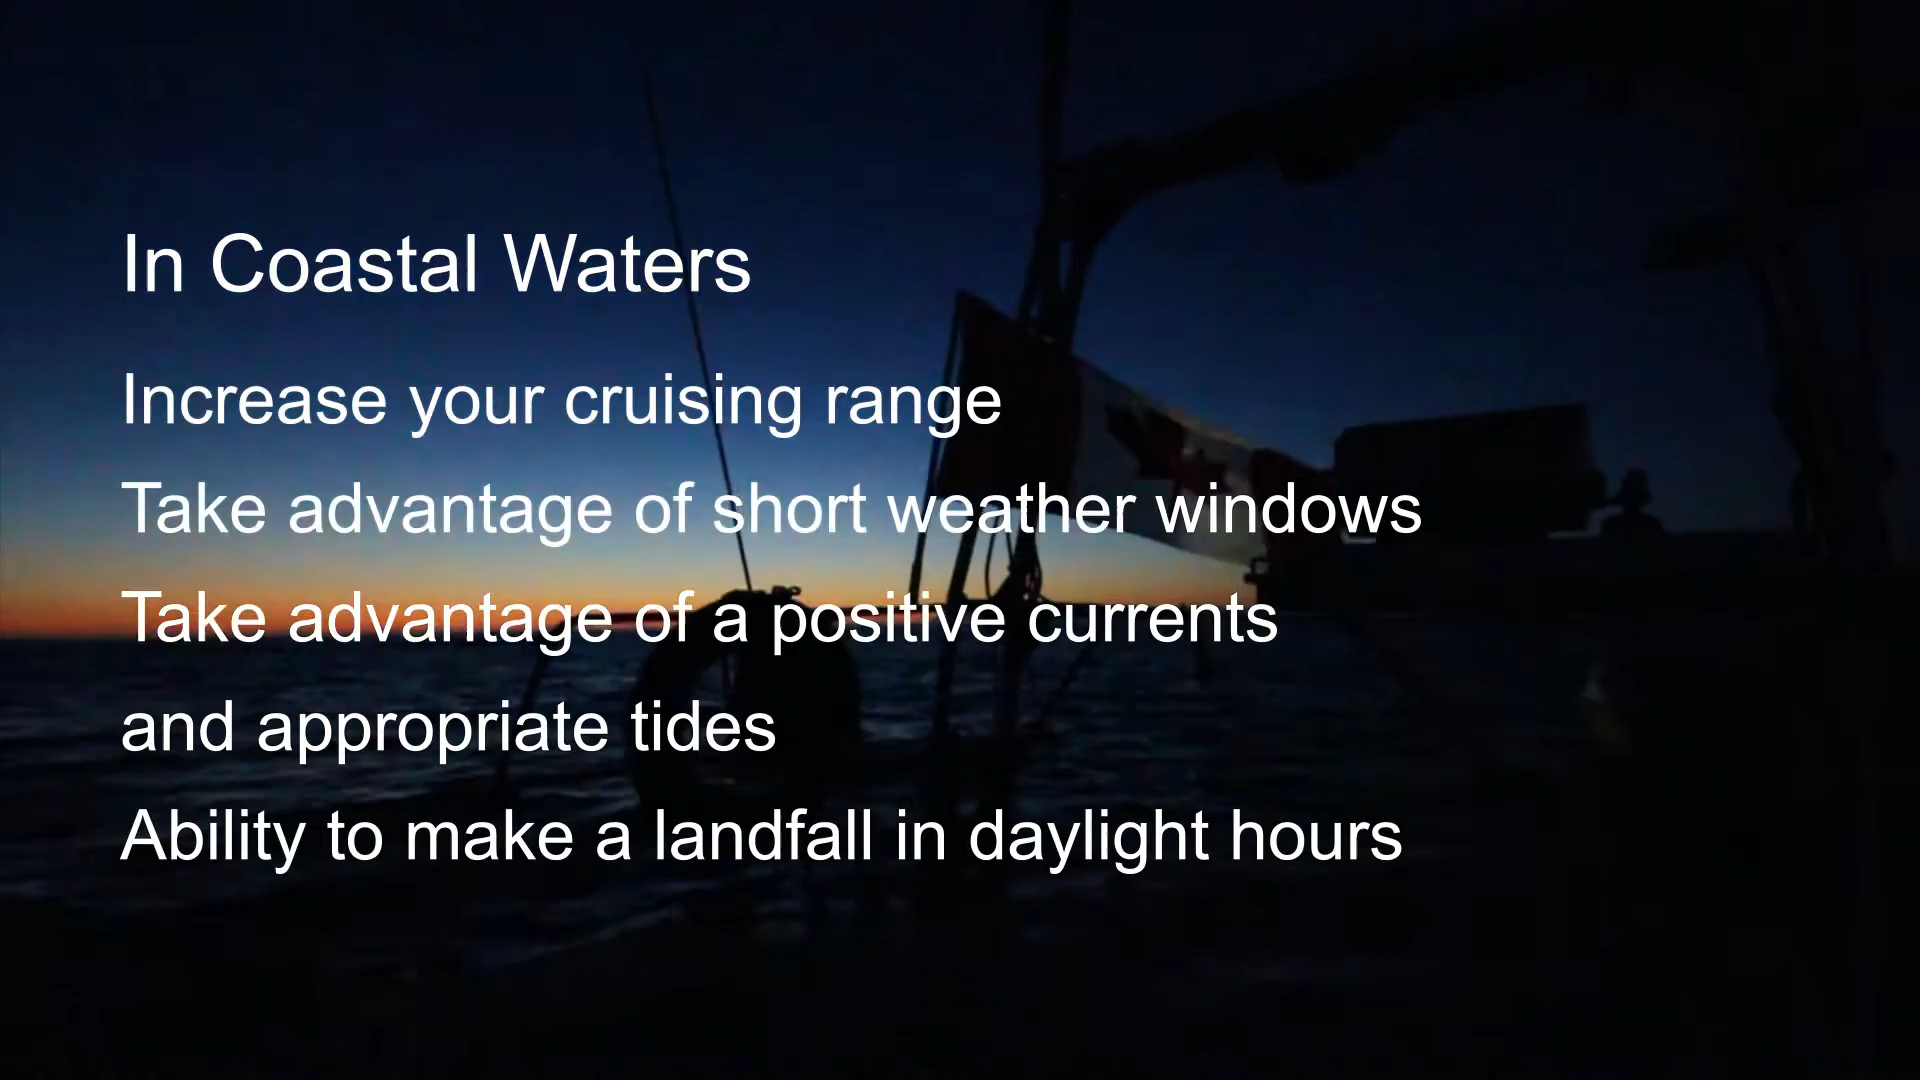 In Coastal Waters
Increase your cruising range
Take advantage of short weather windows
Take advantage of a positive currents
and appropriate tides
Ability to make a landfall in daylight hours